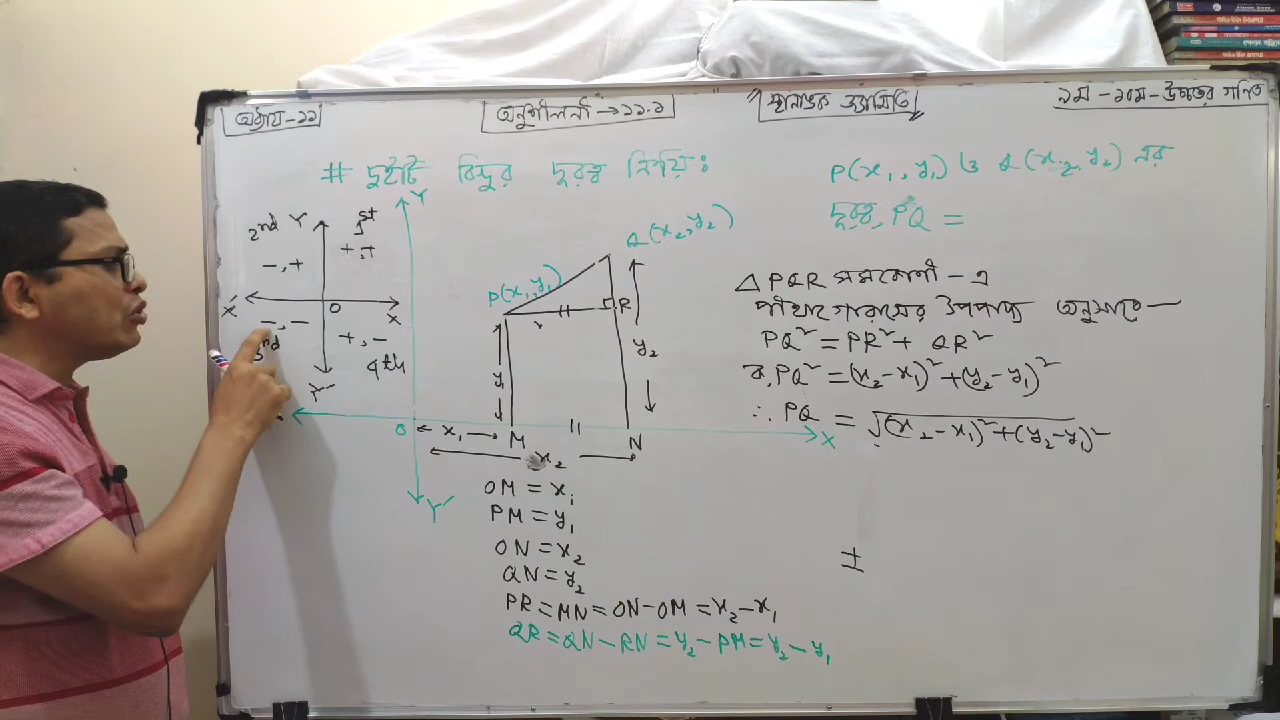 অধ্যায়-১১
অনুশীলনী → ১১.১
"স্থানাঙ্ক জ্যামিতি"
৯ম - ১০ম - উচ্চতর গণিত
# দুইটি বিন্দুর দূরত্ব নির্ণয়:
P(x₁, y₁) ও Q(x₂, y₂) এর
দূরত্ব, PQ =
2nd Y 1st
-,+ +,+
X' O X
-,- +,-
3nd 4th
Y'
Y
Q(x₂, y₂)
P(x₁, y₁)
R
y₁
y₂
O x₁ M N X
x₂
Y'
OM = x₁
PM = y₁
ON = x₂
QN = y₂
PR = MN = ON - OM = x₂ - x₁
QR = QN - RN = y₂ - PM = y₂ - y₁
△ PQR সমকোণী - এ
পীথাগোরাসের উপপাদ্য অনুসারে —
PQ² = PR² + QR²
বা, PQ² = (x₂ - x₁)² + (y₂ - y₁)²
∴ PQ = √(x₂ - x₁)² + (y₂ - y₁)²
±